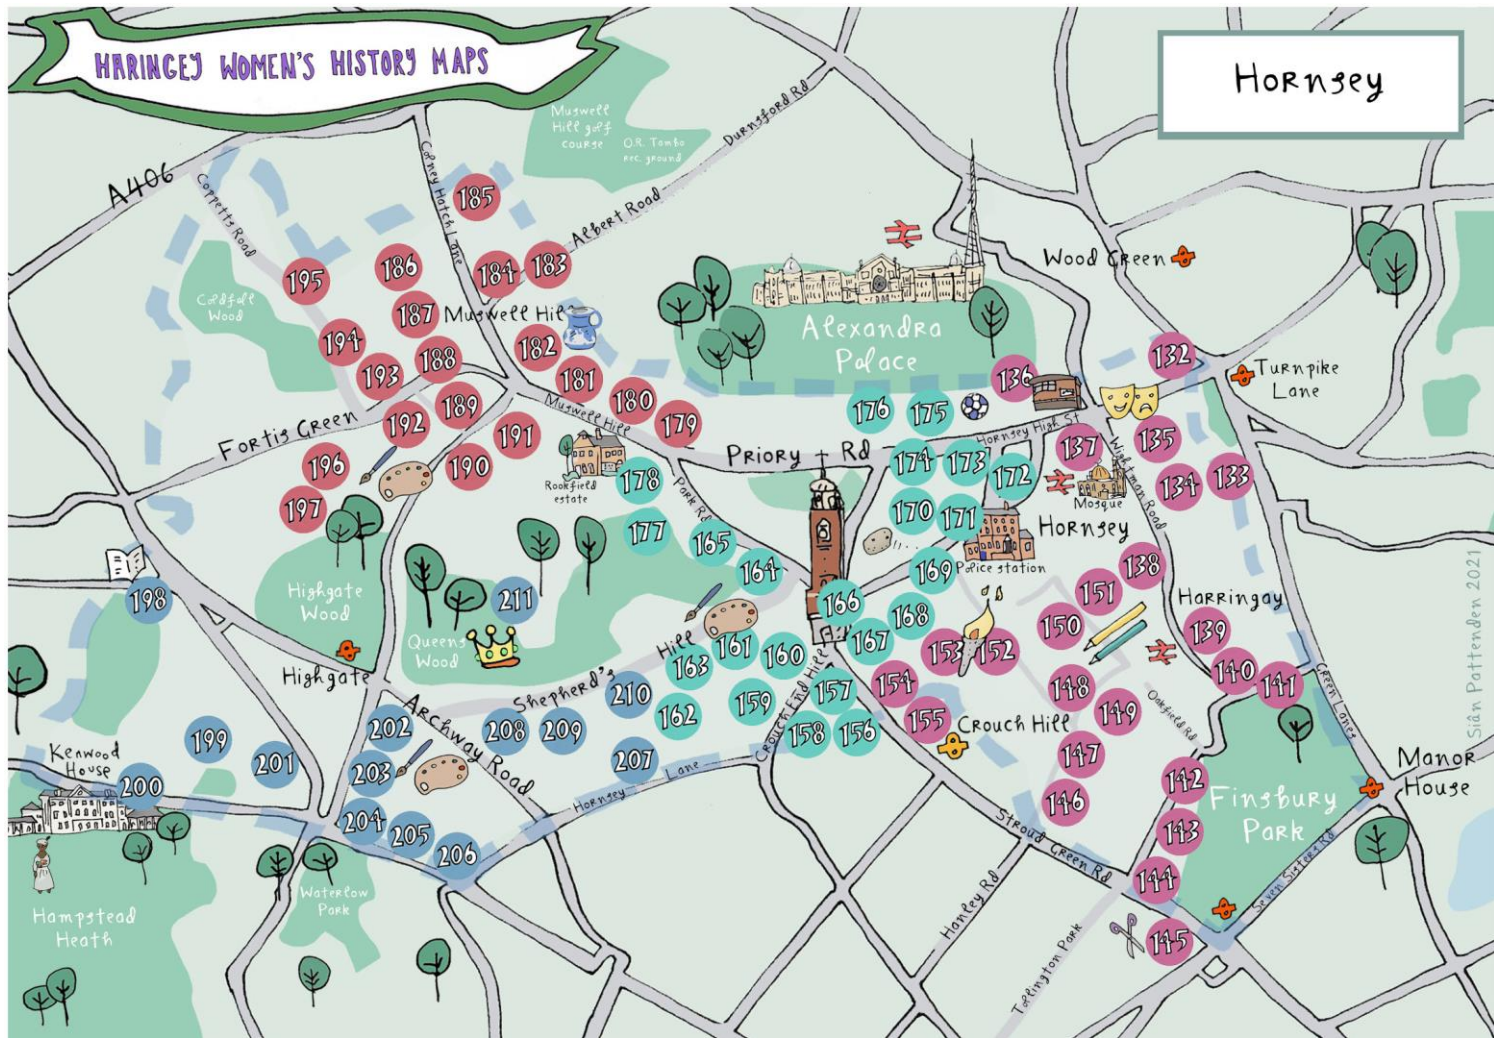 HARINGEY WOMEN'S HISTORY MAPS
Hornsey
Muswell
Hill golf
course
O.R. Tambo
rec. ground
Durnsford Rd
A406
Coppetts Road
Colney Hatch Lane
185
Albert Road
195
186
184
183
Wood Green
Coldfall
Wood
187
Muswell Hill
194
188
182
Alexandra
Palace
132
193
181
136
Turnpike
Lane
189
180
176
175
192
191
Muswell Hill
179
Fortis Green
Hornsey High St
137
135
Priory Rd
196
190
174
173
172
Rookfield
estate
178
Park Rd
134
133
Mosque
Wightman Road
197
177
165
170
171
Hornsey
164
169
Police station
138
198
Highgate
Wood
211
166
168
151
Harringay
Queens
Wood
161
160
167
150
139
Highgate
163
153
152
140
141
Shepherd's Hill
210
159
157
154
148
Crouch End Hill
Archway Road
162
155
149
Oakfield Rd
Green Lanes
Siân Pattenden 2021
202
208
209
158
156
Crouch Hill
199
201
207
147
Kenwood
House
200
203
Hornsey Lane
142
Manor
House
146
Finsbury
Park
204
205
206
Stroud Green Rd
143
144
Seven Sisters Rd
Waterlow
Park
Hanley Rd
145
Hampstead
Heath
Tollington Park